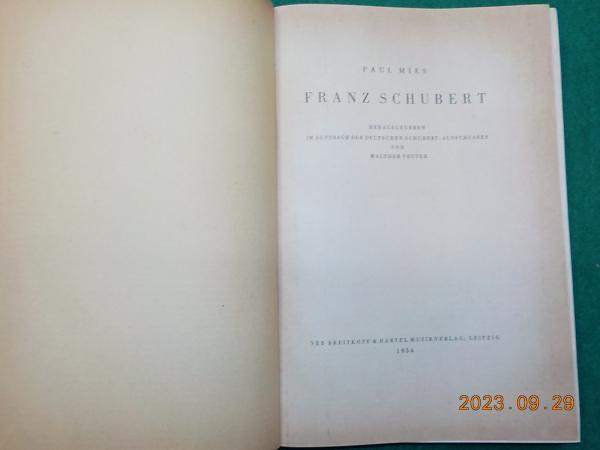 PAUL MIES
FRANZ SCHUBERT
HERAUSGEGEBEN
IM AUFTRAGE DES DEUTSCHEN SCHUBERT-AUSSCHUSSES
VON
WALTHER VETTER
VEB BREITKOPF & HÄRTEL MUSIKVERLAG, LEIPZIG
1954
2023.09.29